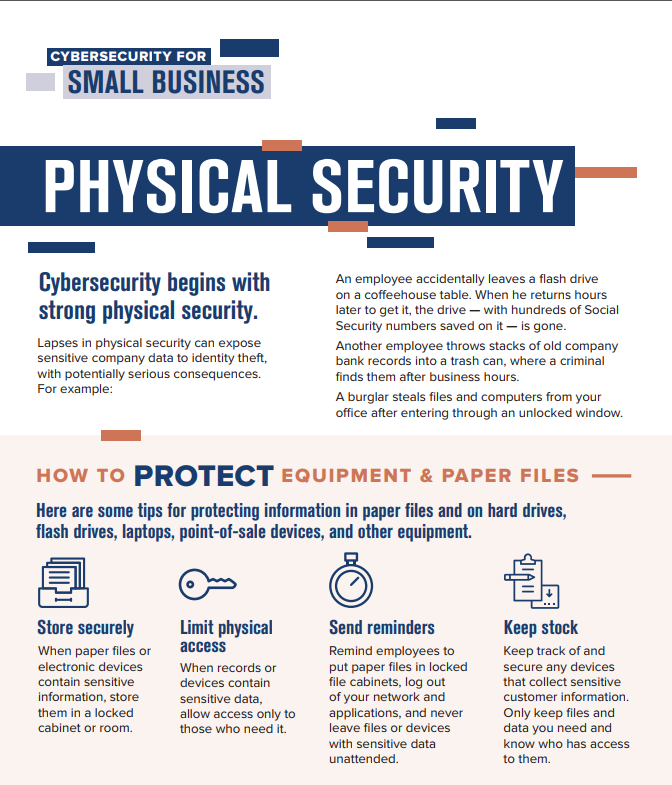 CYBERSECURITY FOR
SMALL BUSINESS
PHYSICAL SECURITY
Cybersecurity begins with
strong physical security.
Lapses in physical security can expose
sensitive company data to identity theft,
with potentially serious consequences.
For example:
An employee accidentally leaves a flash drive
on a coffeehouse table. When he returns hours
later to get it, the drive — with hundreds of Social
Security numbers saved on it — is gone.
Another employee throws stacks of old company
bank records into a trash can, where a criminal
finds them after business hours.
A burglar steals files and computers from your
office after entering through an unlocked window.
HOW TO PROTECT EQUIPMENT & PAPER FILES
Here are some tips for protecting information in paper files and on hard drives,
flash drives, laptops, point-of-sale devices, and other equipment.
Store securely
When paper files or
electronic devices
contain sensitive
information, store
them in a locked
cabinet or room.
Limit physical
access
When records or
devices contain
sensitive data,
allow access only to
those who need it.
Send reminders
Remind employees to
put paper files in locked
file cabinets, log out
of your network and
applications, and never
leave files or devices
with sensitive data
unattended.
Keep stock
Keep track of and
secure any devices
that collect sensitive
customer information.
Only keep files and
data you need and
know who has access
to them.